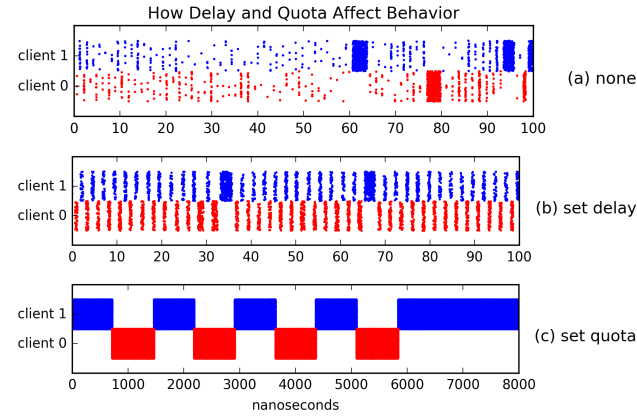 How Delay and Quota Affect Behavior
client 1
client 0
(a) none
0 10 20 30 40 50 60 70 80 90 100
client 1
client 0
(b) set delay
0 10 20 30 40 50 60 70 80 90 100
client 1
client 0
(c) set quota
0 1000 2000 3000 4000 5000 6000 7000 8000
nanoseconds